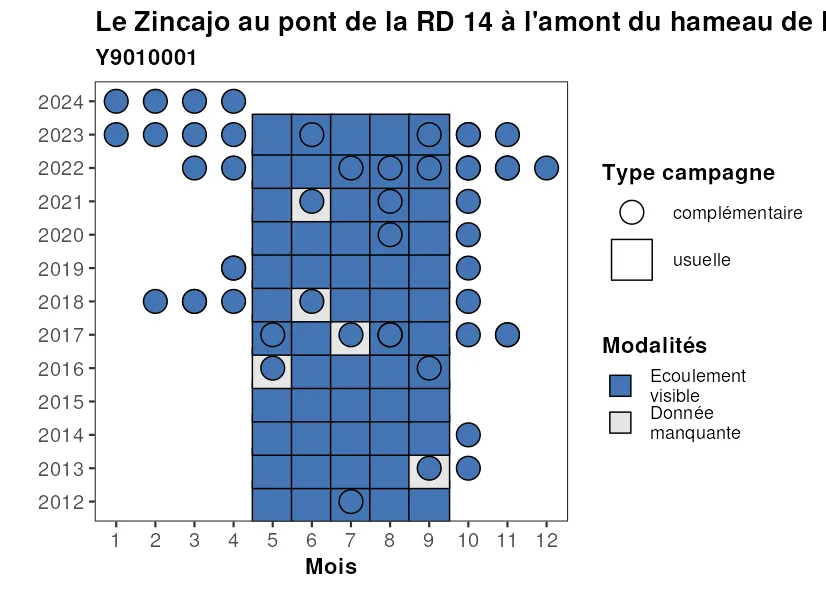 Le Zincajo au pont de la RD 14 à l'amont du hameau de
Y9010001
2024
2023
2022
2021
2020
2019
2018
2017
2016
2015
2014
2013
2012
1 2 3 4 5 6 7 8 9 10 11 12
Mois
Type campagne
complémentaire
usuelle
Modalités
Ecoulement
visible
Donnée
manquante